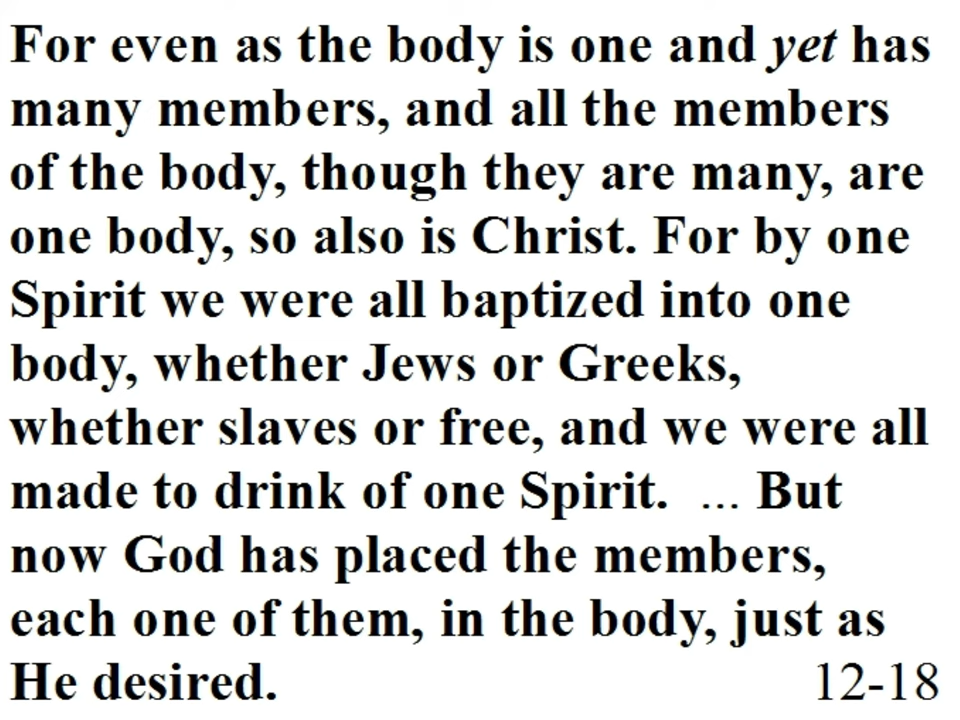 For even as the body is one and yet has
many members, and all the members
of the body, though they are many, are
one body, so also is Christ. For by one
Spirit we were all baptized into one
body, whether Jews or Greeks,
whether slaves or free, and we were all
made to drink of one Spirit.  ... But
now God has placed the members,
each one of them, in the body, just as
He desired. 12-18